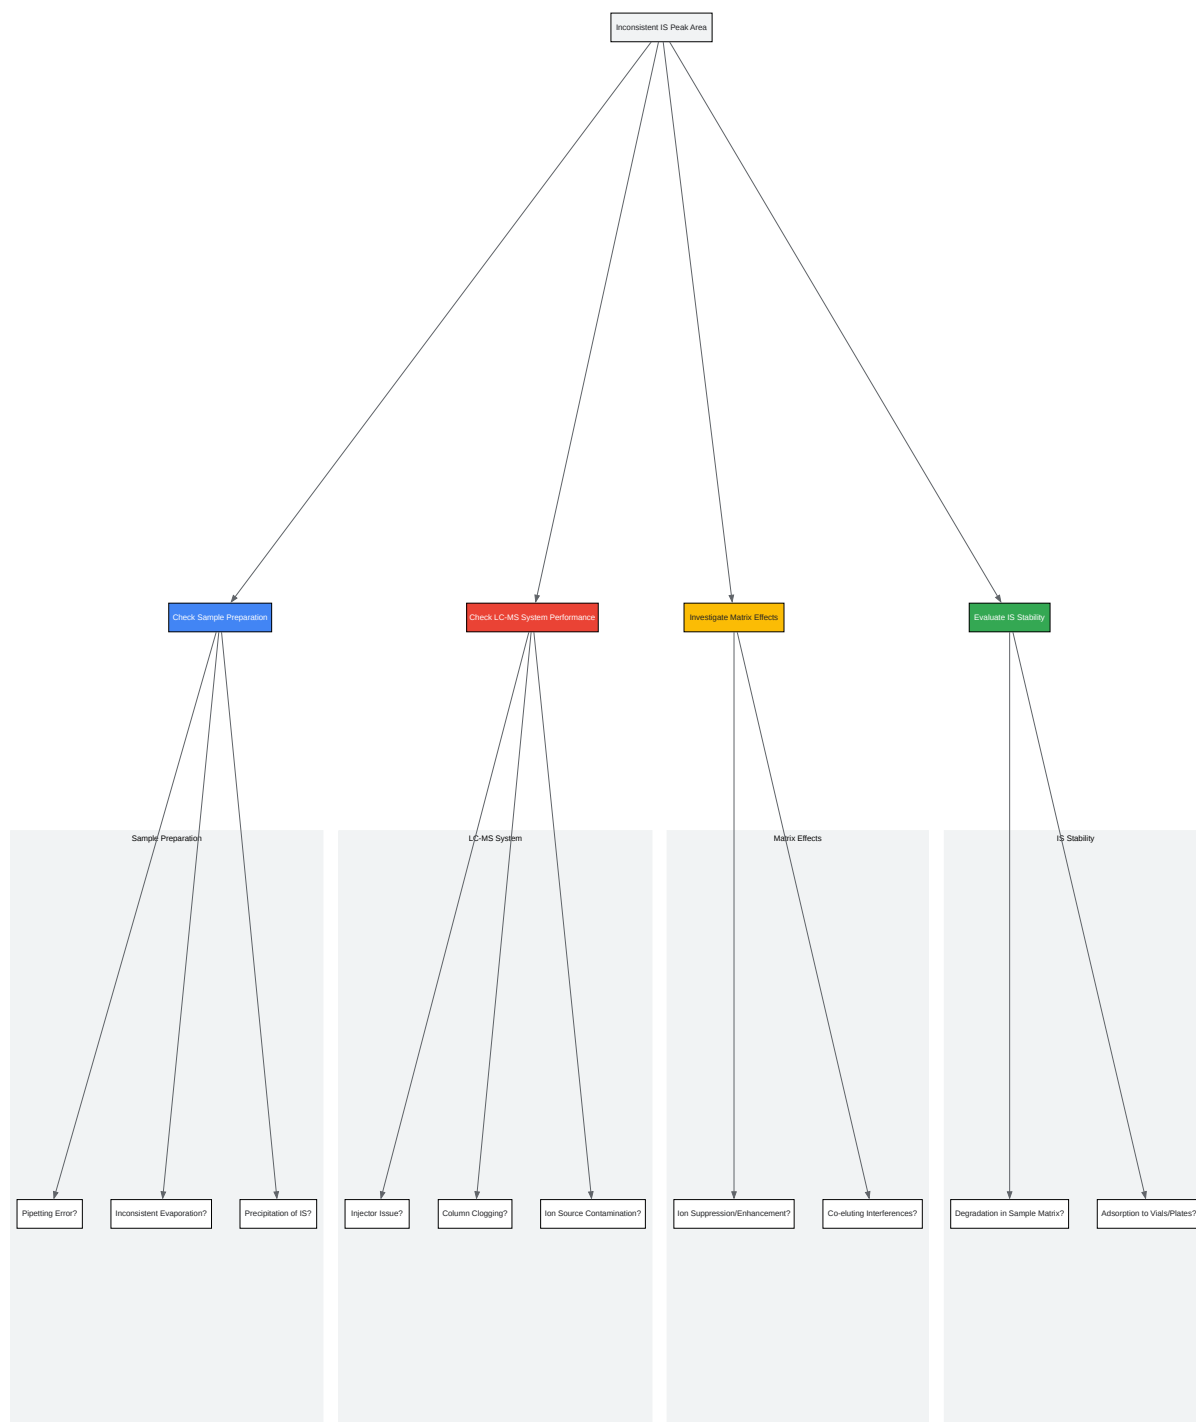 Inconsistent IS Peak Area
Check Sample Preparation
Check LC-MS System Performance
Investigate Matrix Effects
Evaluate IS Stability
Sample Preparation
LC-MS System
Matrix Effects
IS Stability
Pipetting Error?
Inconsistent Evaporation?
Precipitation of IS?
Injector Issue?
Column Clogging?
Ion Source Contamination?
Ion Suppression/Enhancement?
Co-eluting Interferences?
Degradation in Sample Matrix?
Adsorption to Vials/Plates?